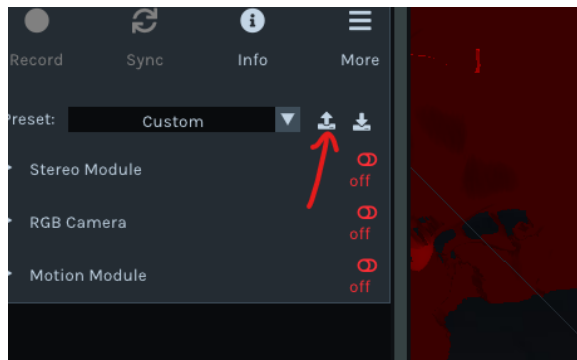 Record Sync Info More
Preset: Custom
Stereo Module
off
RGB Camera
off
Motion Module
off